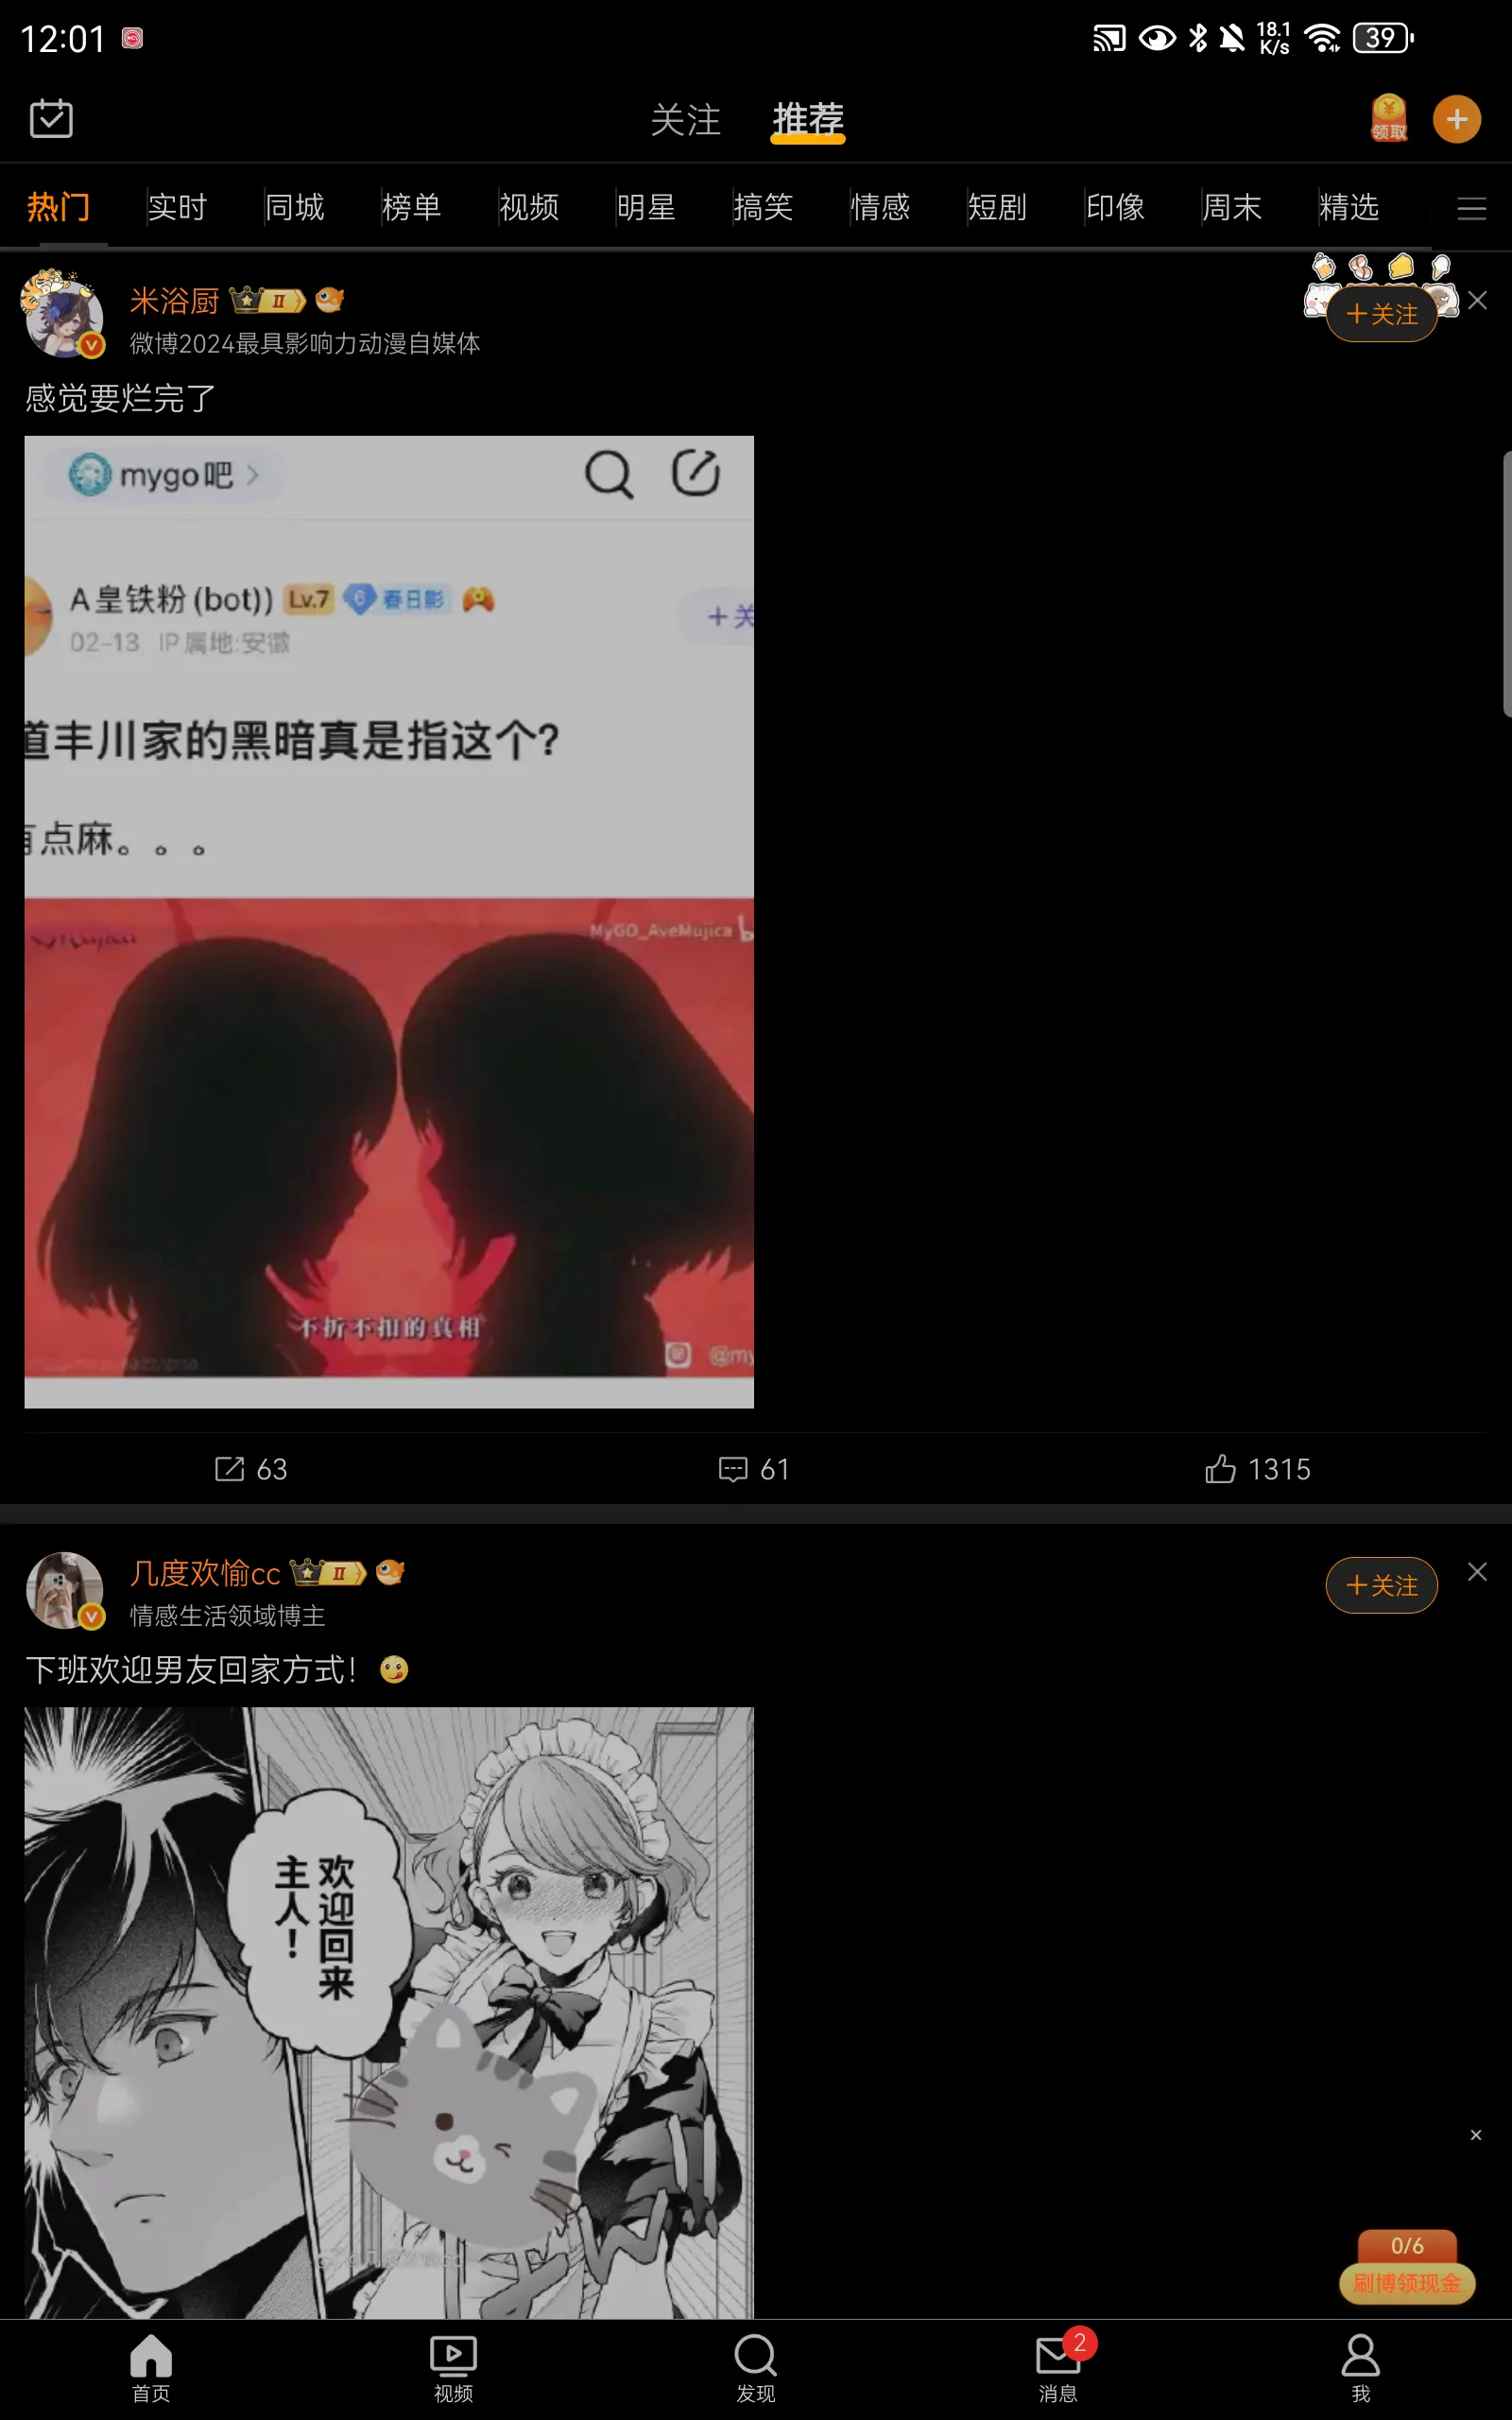 12:01
18.1
K/s
39
关注
推荐
领取
热门
实时
同城
榜单
视频
明星
搞笑
情感
短剧
印像
周末
精选
米浴厨 II
微博2024最具影响力动漫自媒体
+关注
感觉要烂完了
mygo吧
A皇铁粉(bot)) Lv.7 6 春日影
02-13 IP属地:安徽
+关
道丰川家的黑暗真是指这个?
有点麻。。。
MyGO_AveMujica
不折不扣的真相
@my
63
61
1315
几度欢愉cc II
情感生活领域博主
+关注
下班欢迎男友回家方式!
欢迎回来
主人!
0/6
刷博领现金
首页
视频
发现
2
消息
我